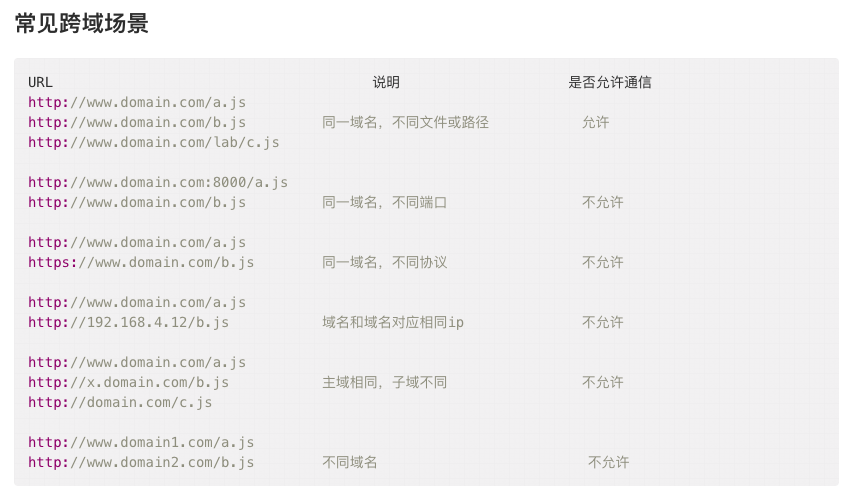 常见跨域场景
URL 说明 是否允许通信
http://www.domain.com/a.js
http://www.domain.com/b.js 同一域名，不同文件或路径 允许
http://www.domain.com/lab/c.js
http://www.domain.com:8000/a.js
http://www.domain.com/b.js 同一域名，不同端口 不允许
http://www.domain.com/a.js
https://www.domain.com/b.js 同一域名，不同协议 不允许
http://www.domain.com/a.js
http://192.168.4.12/b.js 域名和域名对应相同ip 不允许
http://www.domain.com/a.js
http://x.domain.com/b.js 主域相同，子域不同 不允许
http://domain.com/c.js
http://www.domain1.com/a.js
http://www.domain2.com/b.js 不同域名 不允许